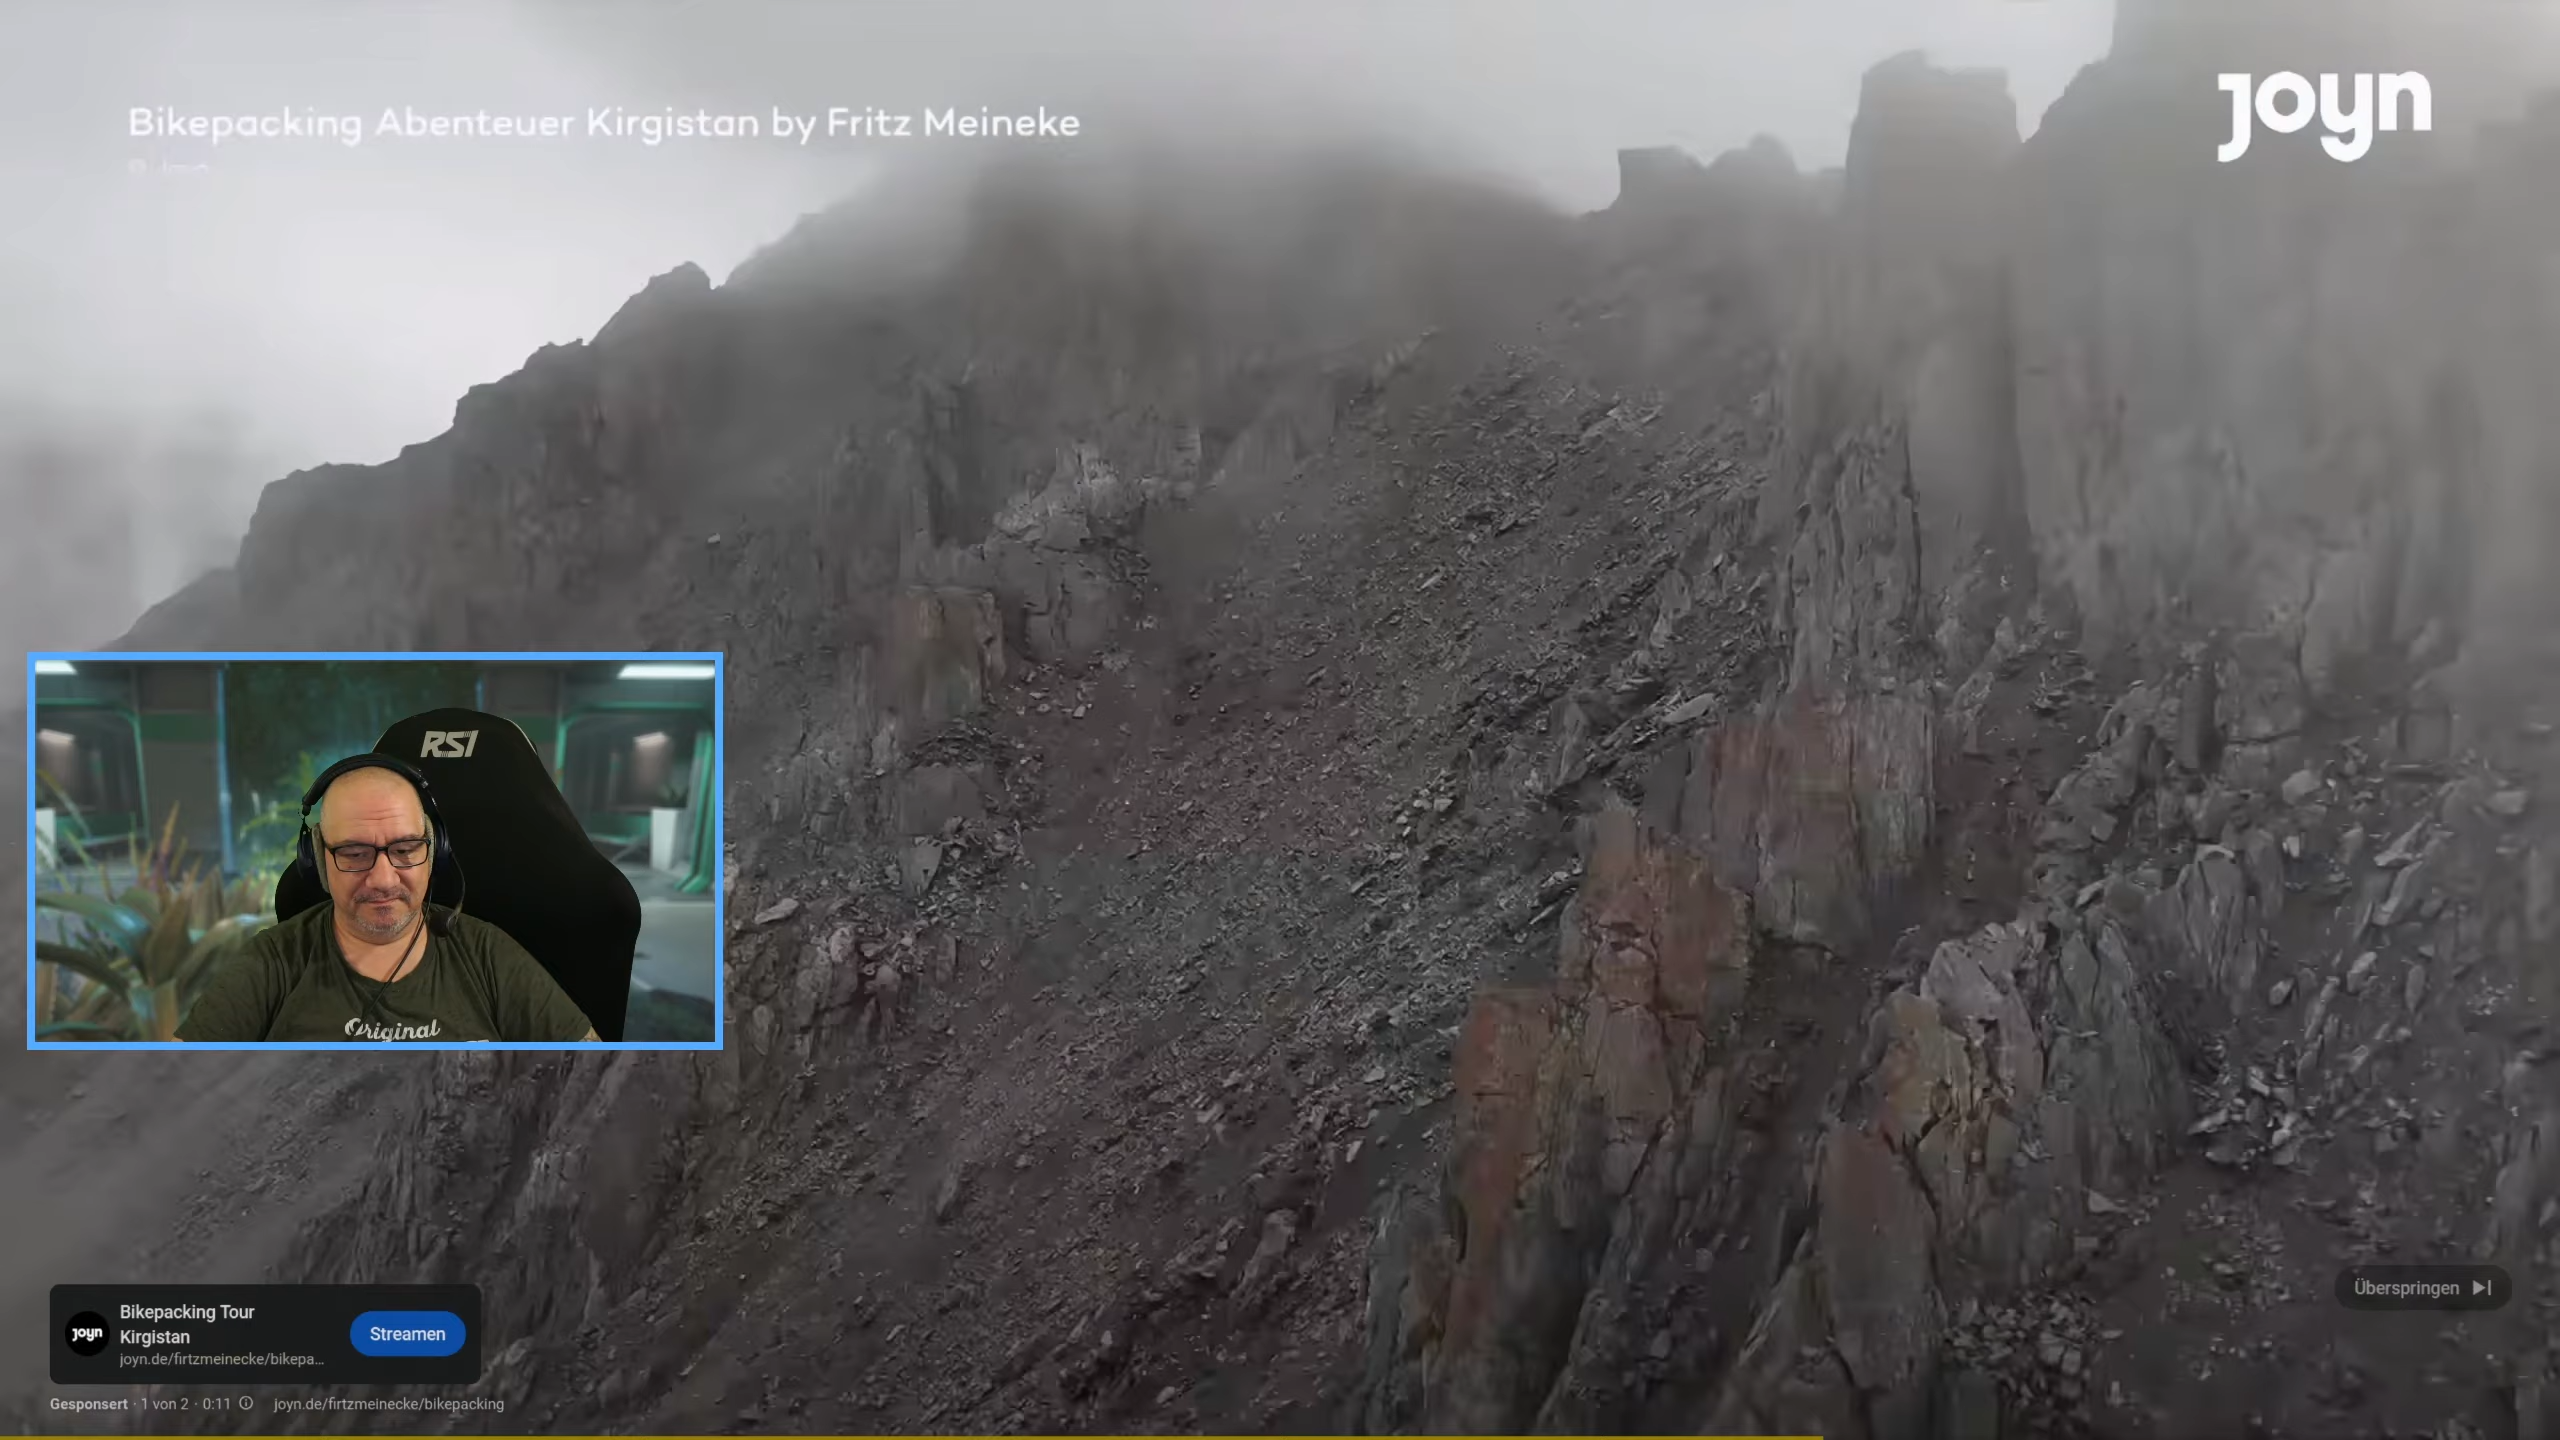 Bikepacking Abenteuer Kirgistan by Fritz Meineke
joyn
RSI
Original
joyn
Bikepacking Tour
Kirgistan
joyn.de/firtzmeinecke/bikepa...
Streamen
Überspringen
Gesponsert · 1 von 2 · 0:11
joyn.de/firtzmeinecke/bikepacking